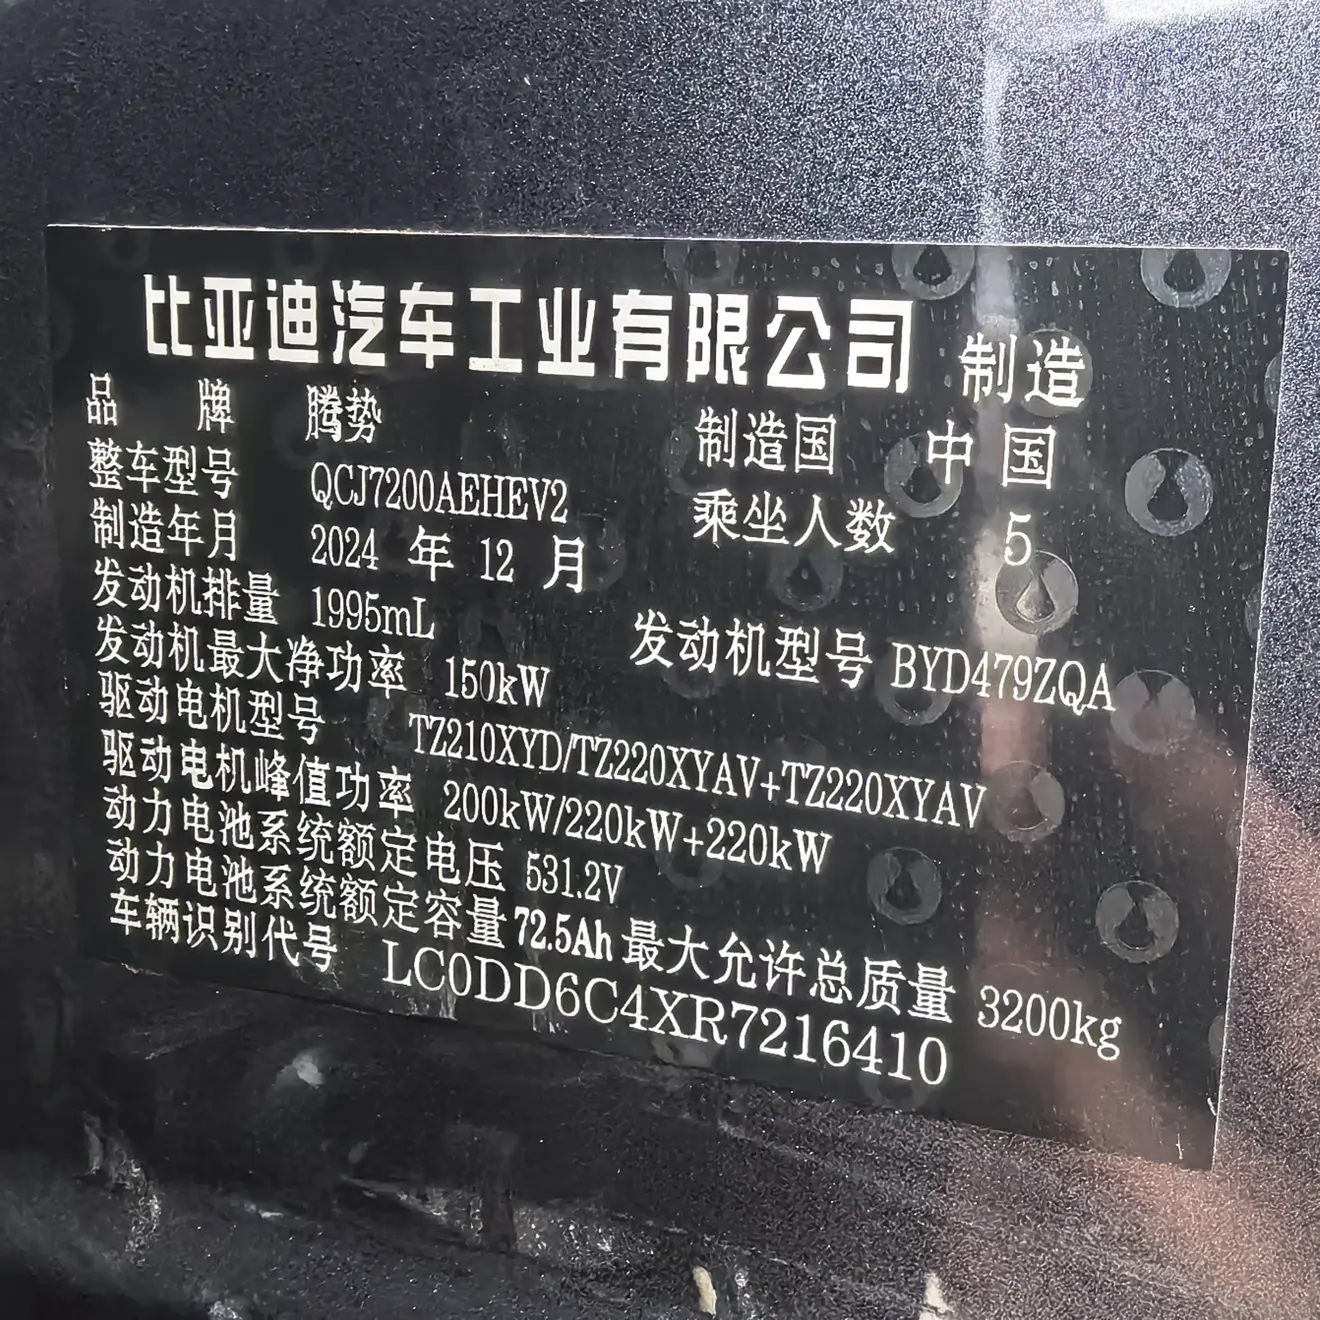 比亚迪汽车工业有限公司 制造
品 牌 腾势 制造国 中国
整车型号 QCJ7200AEHEV2 乘坐人数 5
制造年月 2024 年 12 月
发动机排量 1995mL 发动机型号 BYD479ZQA
发动机最大净功率 150kW
驱动电机型号 TZ210XYD/TZ220XYAV+TZ220XYAV
驱动电机峰值功率 200kW/220kW+220kW
动力电池系统额定电压 531.2V
动力电池系统额定容量 72.5Ah 最大允许总质量 3200kg
车辆识别代号 LC0DD6C4XR7216410